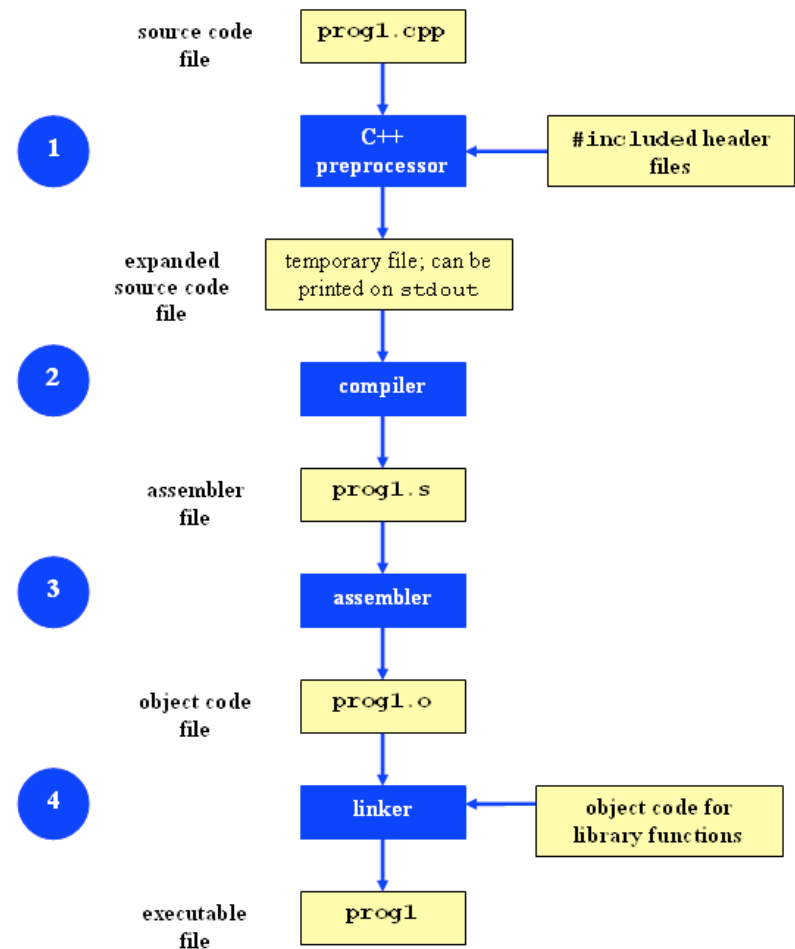 source code
file
prog1.cpp
1
C++
preprocessor
#included header
files
expanded
source code
file
temporary file; can be
printed on stdout
2
compiler
assembler
file
prog1.s
3
assembler
object code
file
prog1.o
4
linker
object code for
library functions
executable
file
prog1